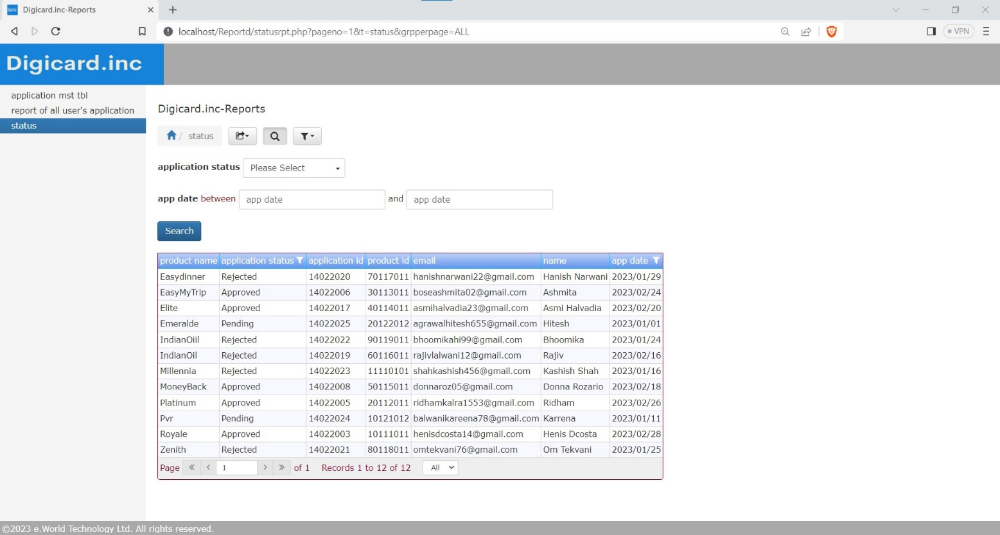 Digicard.inc-Reports
localhost/Reportd/statusrpt.php?pageno=1&t=status&grpperpage=ALL
VPN
Digicard.inc
application mst tbl
report of all user's application
status
Digicard.inc-Reports
/ status
application status Please Select
app date between app date and app date
Search
product name application status application id product id email name app date
Easydinner Rejected 14022020 70117011 hanishnarwani22@gmail.com Hanish Narwani 2023/01/29
EasyMyTrip Approved 14022006 30113011 boseashmita02@gmail.com Ashmita 2023/02/24
Elite Approved 14022017 40114011 asmihalvadia23@gmail.com Asmi Halvadia 2023/02/20
Emeralde Pending 14022025 20122012 agrawalhitesh655@gmail.com Hitesh 2023/01/01
IndianOiil Rejected 14022022 90119011 bhoomikahi99@gmail.com Bhoomika 2023/01/24
IndianOil Rejected 14022019 60116011 rajivlalwani12@gmail.com Rajiv 2023/02/16
Millennia Rejected 14022023 11110101 shahkashish456@gmail.com Kashish Shah 2023/01/16
MoneyBack Approved 14022008 50115011 donnaroz05@gmail.com Donna Rozario 2023/02/18
Platinum Approved 14022005 20112011 ridhamkalra1553@gmail.com Ridham 2023/02/26
Pvr Pending 14022024 10121012 balwanikareena78@gmail.com Karrena 2023/01/11
Royale Approved 14022003 10111011 henisdcosta14@gmail.com Henis Dcosta 2023/02/28
Zenith Rejected 14022021 80118011 omtekvani76@gmail.com Om Tekvani 2023/01/25
Page « ‹ 1 › » of 1 Records 1 to 12 of 12 All
©2023 e.World Technology Ltd. All rights reserved.